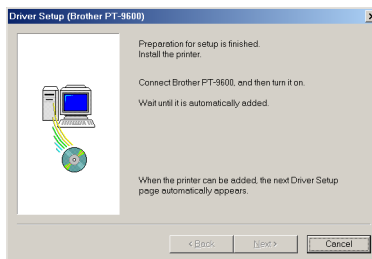 Driver Setup (Brother PT-9600)
Preparation for setup is finished.
Install the printer.
Connect Brother PT-9600, and then turn it on.
Wait until it is automatically added.
When the printer can be added, the next Driver Setup
page automatically appears.
< Back
Next >
Cancel